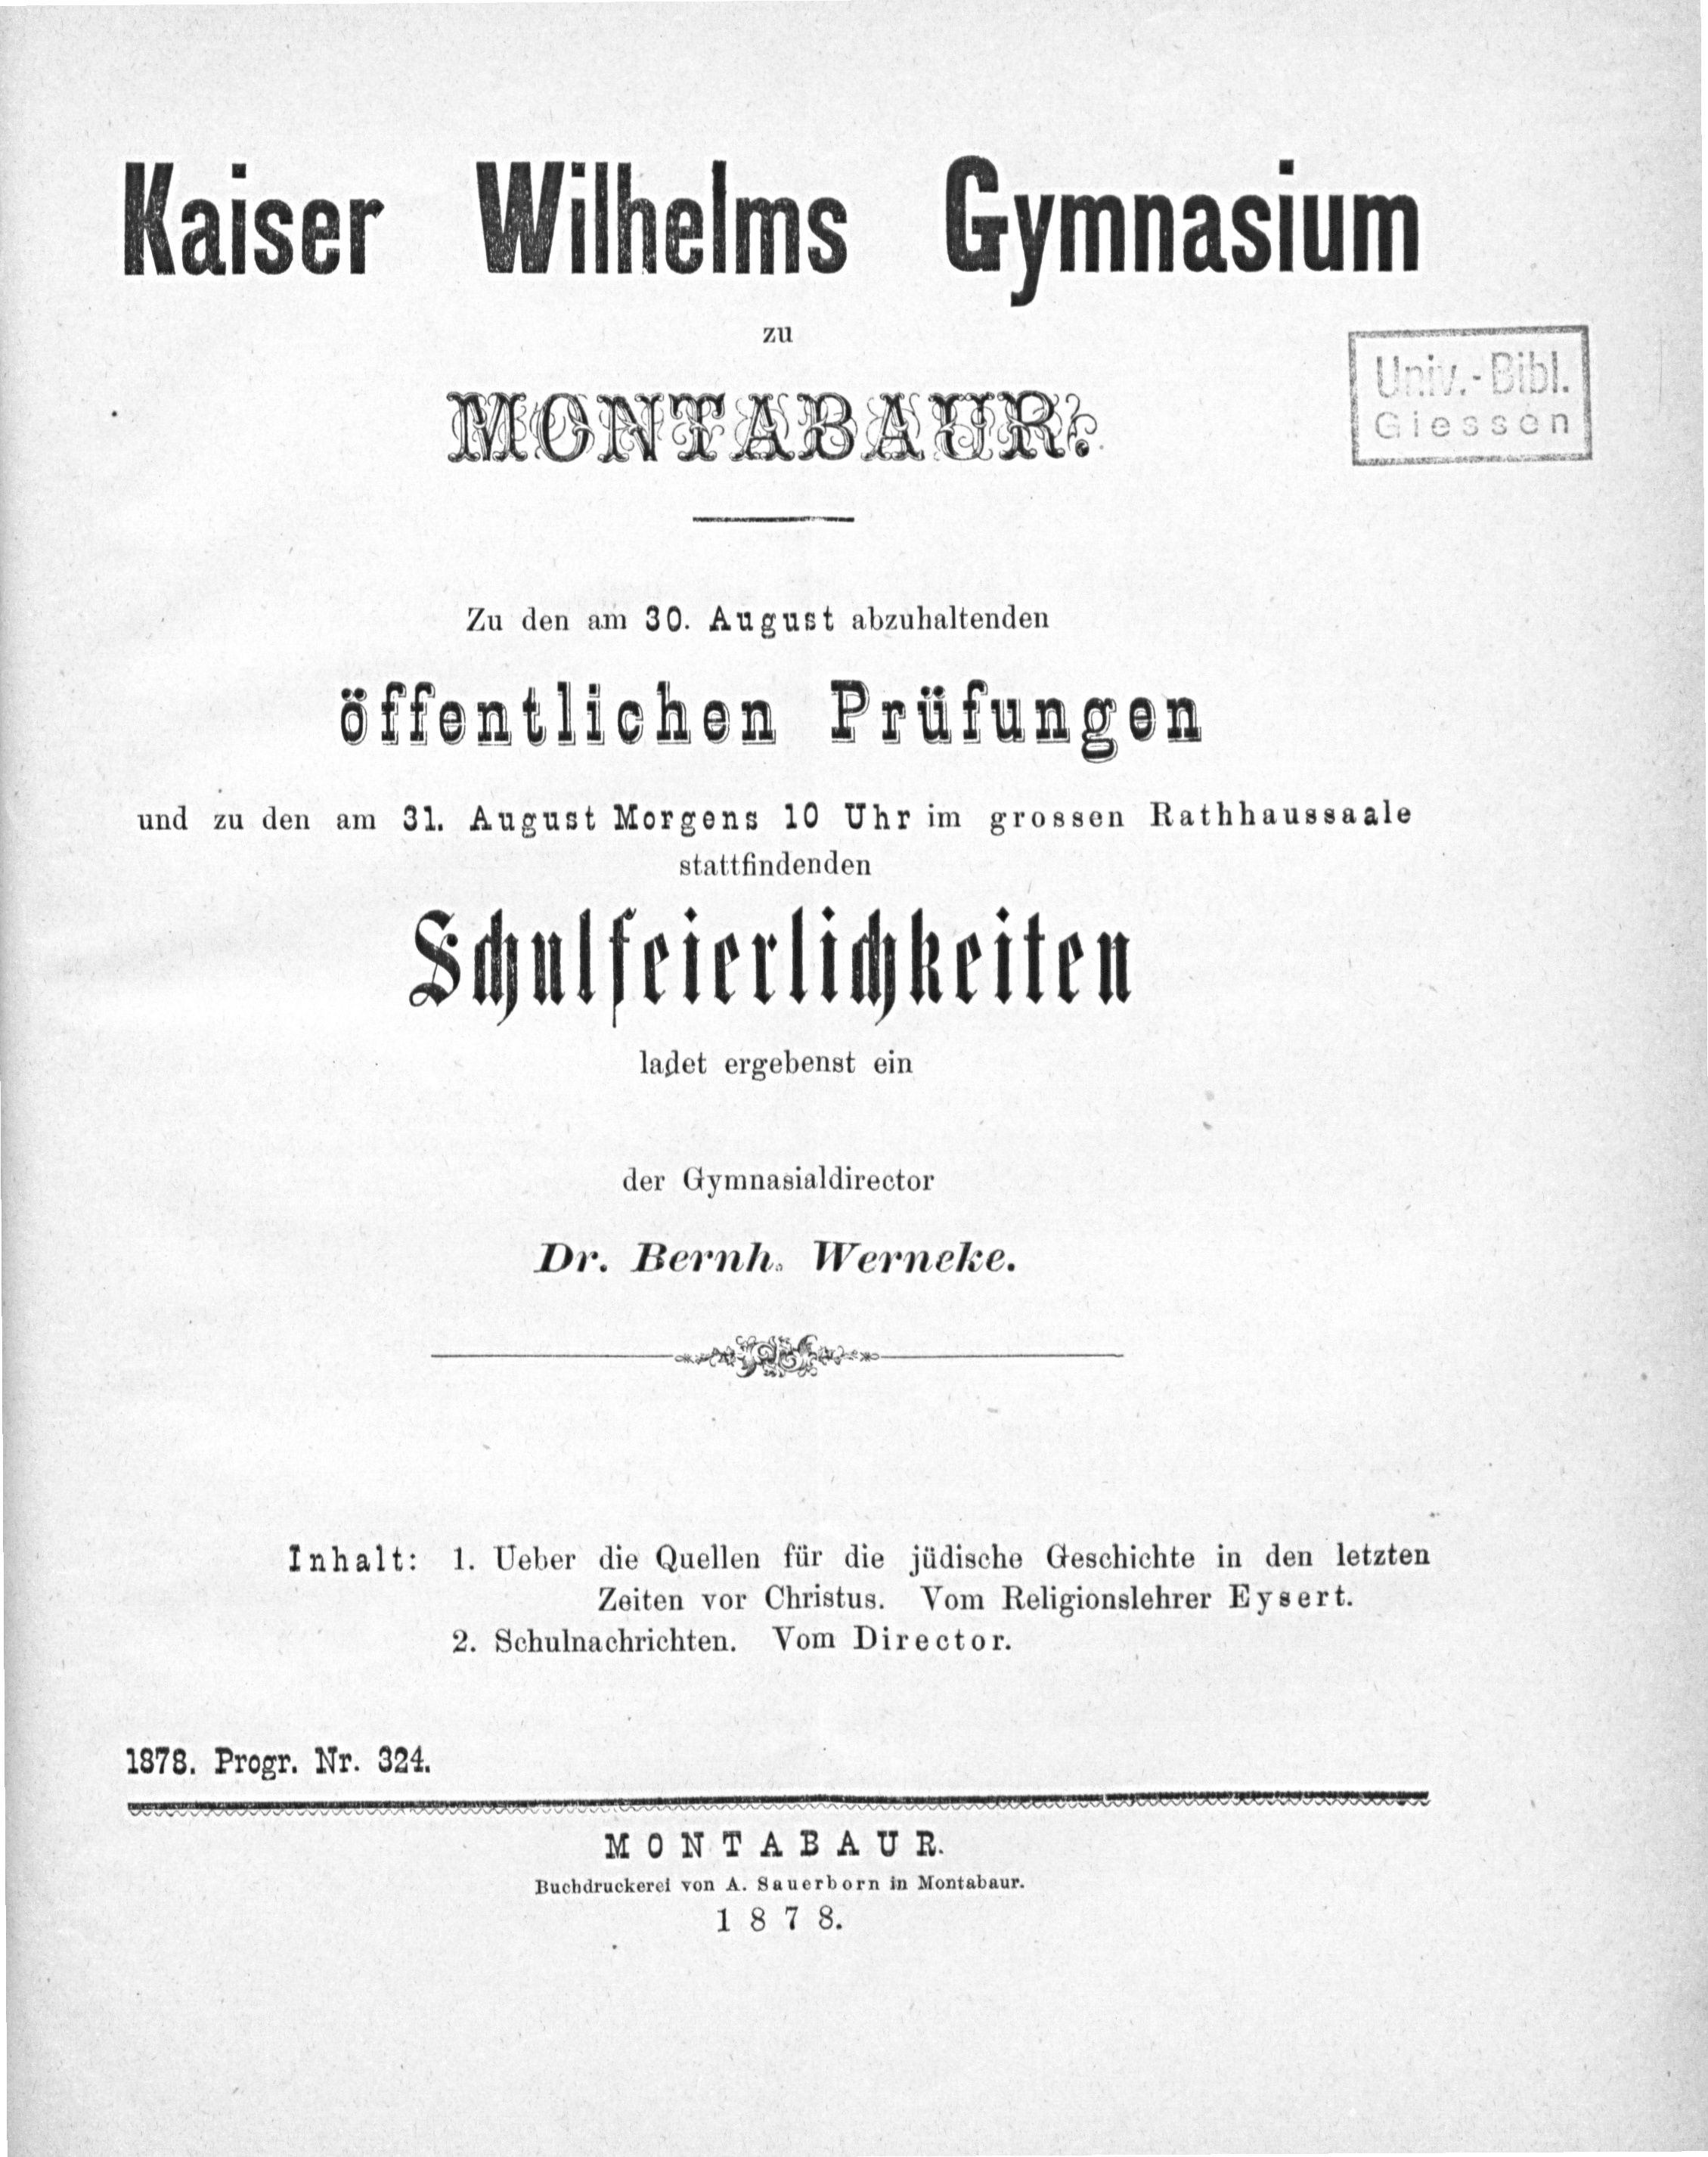 Kaiser Wilhelms Gymnasium
zu
MONTABAUR.
Univ.-Bibl.
Giessen
Zu den am 30. August abzuhaltenden
öffentlichen Prüfungen
und zu den am 31. August Morgens 10 Uhr im grossen Rathhaussaale
stattfindenden
Schulfeierlichkeiten
ladet ergebenst ein
der Gymnasialdirector
Dr. Bernh. Werneke.
Inhalt: 1. Ueber die Quellen für die jüdische Geschichte in den letzten
Zeiten vor Christus. Vom Religionslehrer Eysert.
2. Schulnachrichten. Vom Director.
1878. Progr. Nr. 324.
MONTABAUR.
Buchdruckerei von A. Sauerborn in Montabaur.
1878.